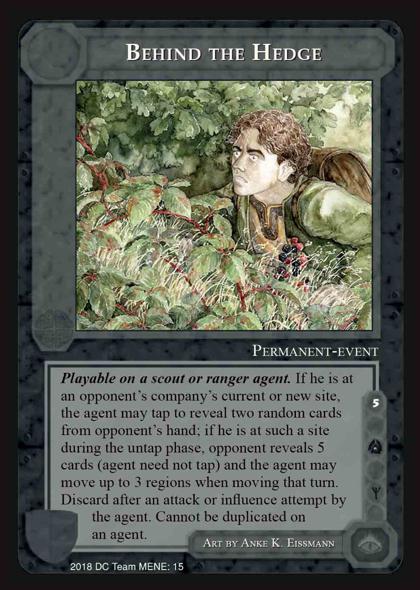 BEHIND THE HEDGE
PERMANENT-EVENT
Playable on a scout or ranger agent. If he is at
an opponent's company's current or new site,
the agent may tap to reveal two random cards
from opponent's hand; if he is at such a site
during the untap phase, opponent reveals 5
cards (agent need not tap) and the agent may
move up to 3 regions when moving that turn.
Discard after an attack or influence attempt by
the agent. Cannot be duplicated on
an agent.
5
ART BY ANKE K. EISSMANN
2018 DC Team MENE: 15